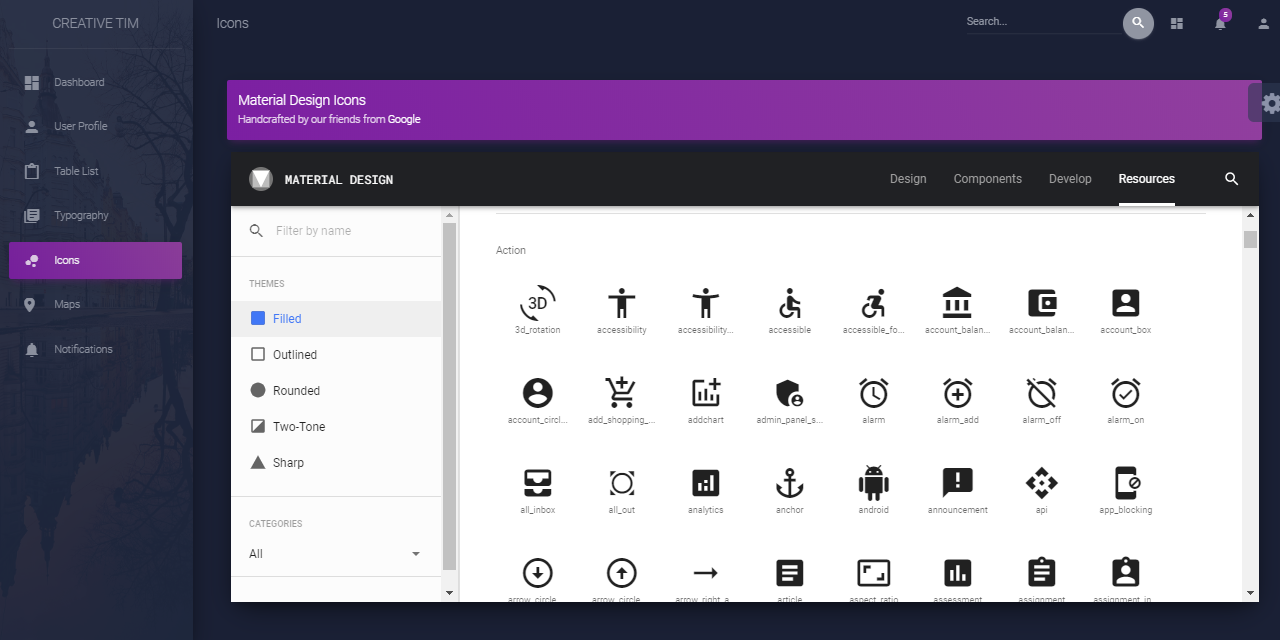 CREATIVE TIM
Dashboard
User Profile
Table List
Typography
Icons
Maps
Notifications
Icons
Search...
5
Material Design Icons
Handcrafted by our friends from Google
MATERIAL DESIGN
Design Components Develop Resources
Filter by name
THEMES
Filled
Outlined
Rounded
Two-Tone
Sharp
CATEGORIES
All
Action
3D
3d_rotation accessibility accessibility... accessible accessible_fo... account_balan... account_balan... account_box
account_circl... add_shopping_... addchart admin_panel_s... alarm alarm_add alarm_off alarm_on
all_inbox all_out analytics anchor android announcement api app_blocking
arrow_circle_ arrow_circle_ arrow_right_a article aspect_ratio assessment assignment assignment_in